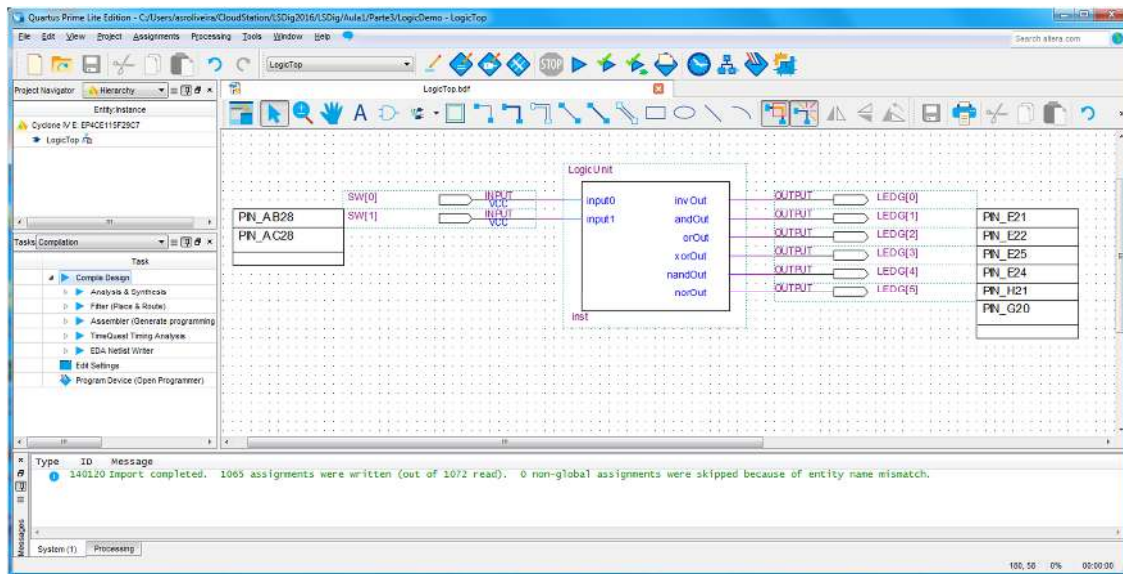 Quartus Prime Lite Edition - C:/Users/asroliveira/CloudStation/LSDig2016/LSDig/Aula1/Parte3/LogicDemo - LogicTop
File Edit View Project Assignments Processing Tools Window Help
Search altera.com
LogicTop
Project Navigator Hierarchy
LogicTop.bdf
Entity:Instance
Cyclone IV E: EP4CE115F29C7
LogicTop
Tasks Compilation
Task
Compile Design
Analysis & Synthesis
Fitter (Place & Route)
Assembler (Generate programming
TimeQuest Timing Analysis
EDA Netlist Writer
Edit Settings
Program Device (Open Programmer)
LogicUnit
SW[0] INPUT VCC input0 invOut OUTPUT LEDG[0]
PIN_AB28 SW[1] INPUT VCC input1 andOut OUTPUT LEDG[1] PIN_E21
PIN_AC28 orOut OUTPUT LEDG[2] PIN_E22
xorOut OUTPUT LEDG[3] PIN_E25
nandOut OUTPUT LEDG[4] PIN_E24
norOut OUTPUT LEDG[5] PIN_H21
inst PIN_G20
Type ID Message
140120 Import completed. 1065 assignments were written (out of 1072 read). 0 non-global assignments were skipped because of entity name mismatch.
Messages
System (1) Processing
180, 58 0% 00:00:00